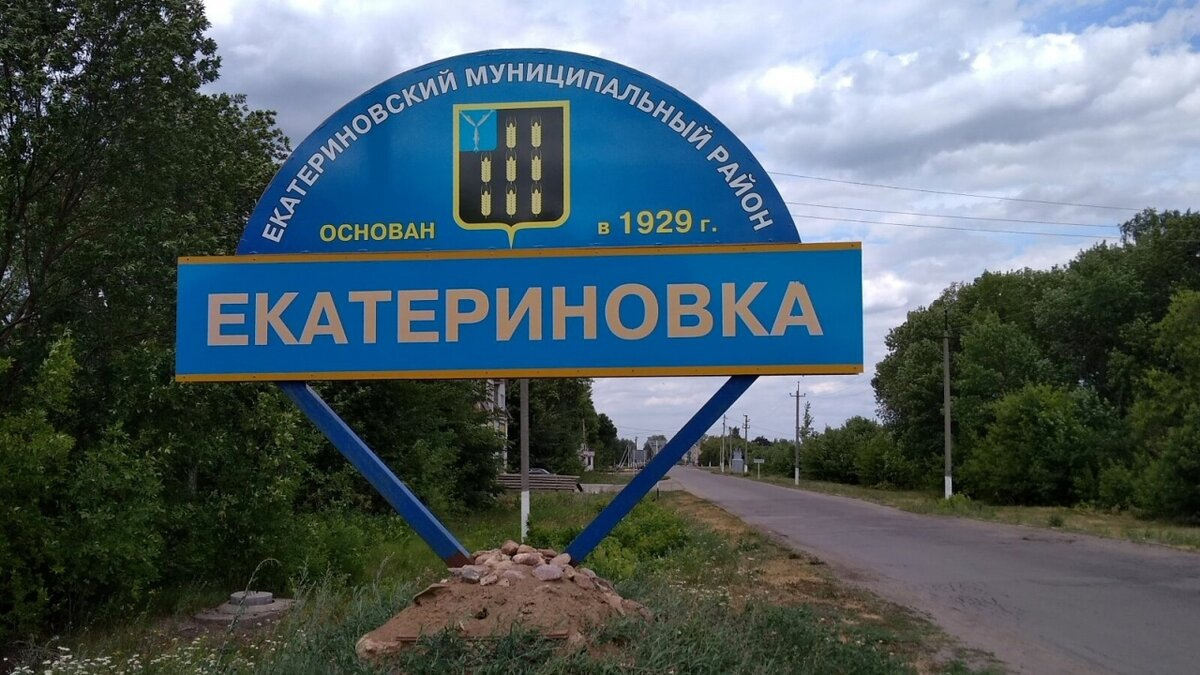 ЕКАТЕРИНОВСКИЙ МУНИЦИПАЛЬНЫЙ РАЙОН
ОСНОВАН в 1929 г.
ЕКАТЕРИНОВКА